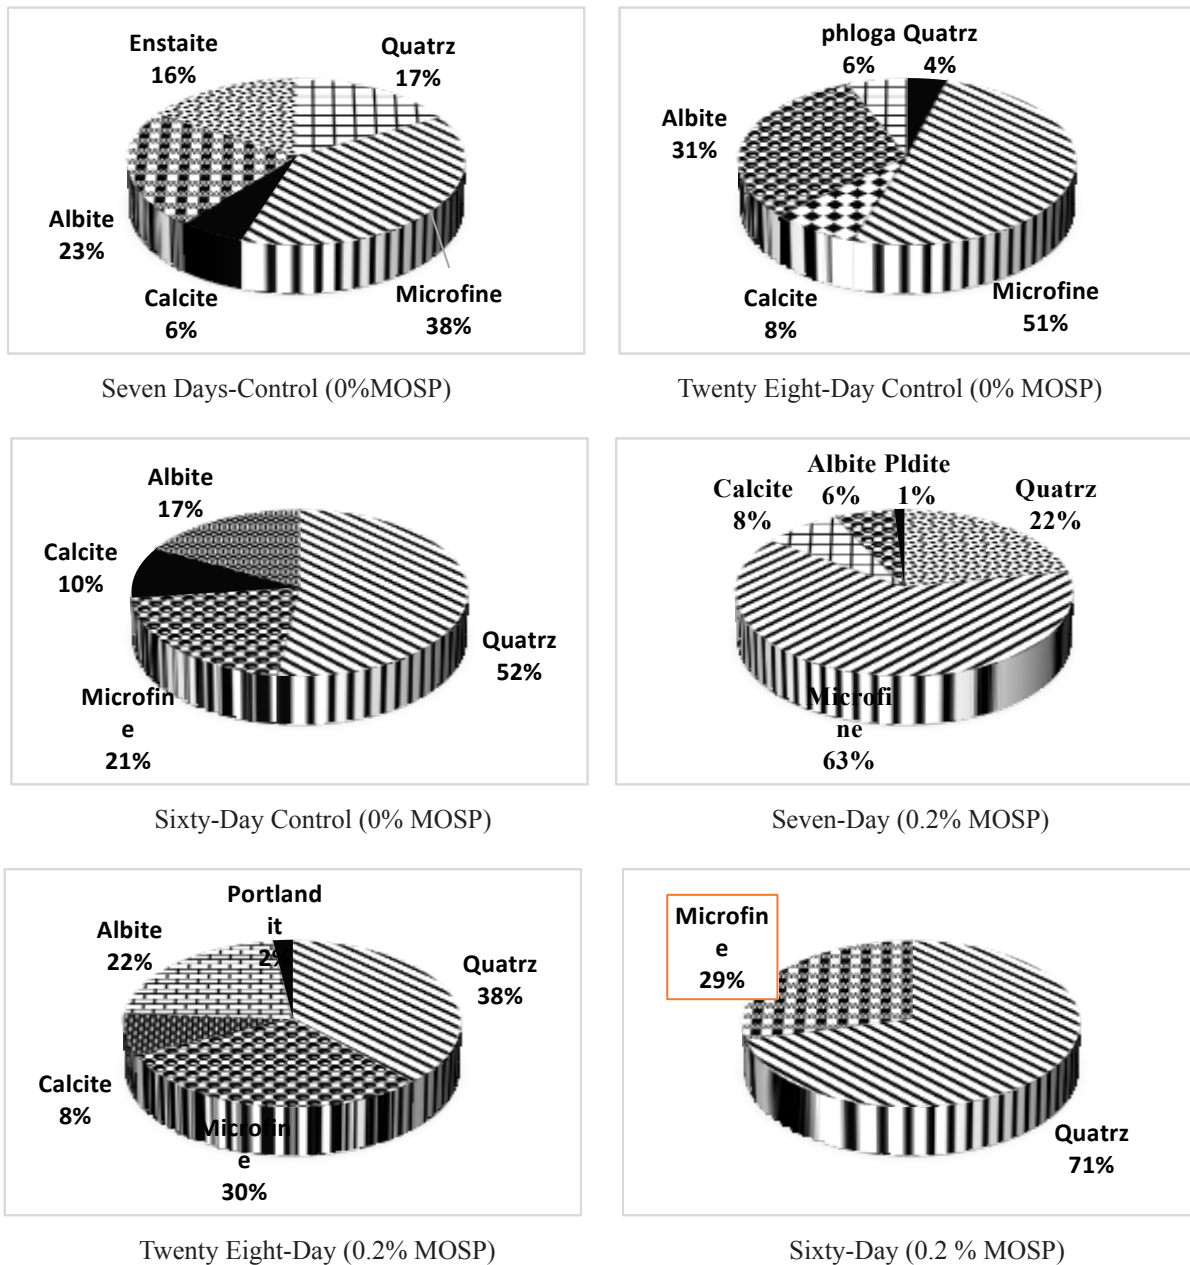 Enstaite
16%
Quatrz
17%
Albite
23%
Calcite
6%
Microfine
38%
Seven Days-Control (0%MOSP)
phloga Quatrz
6% 4%
Albite
31%
Calcite
8%
Microfine
51%
Twenty Eight-Day Control (0% MOSP)
Albite
17%
Calcite
10%
Quatrz
52%
Microfin
e
21%
Sixty-Day Control (0% MOSP)
Albite Pldite
6% 1%
Calcite
8%
Quatrz
22%
Microfi
ne
63%
Seven-Day (0.2% MOSP)
Portland
it
2%
Albite
22%
Quatrz
38%
Calcite
8%
Microfin
e
30%
Twenty Eight-Day (0.2% MOSP)
Microfin
e
29%
Quatrz
71%
Sixty-Day (0.2 % MOSP)